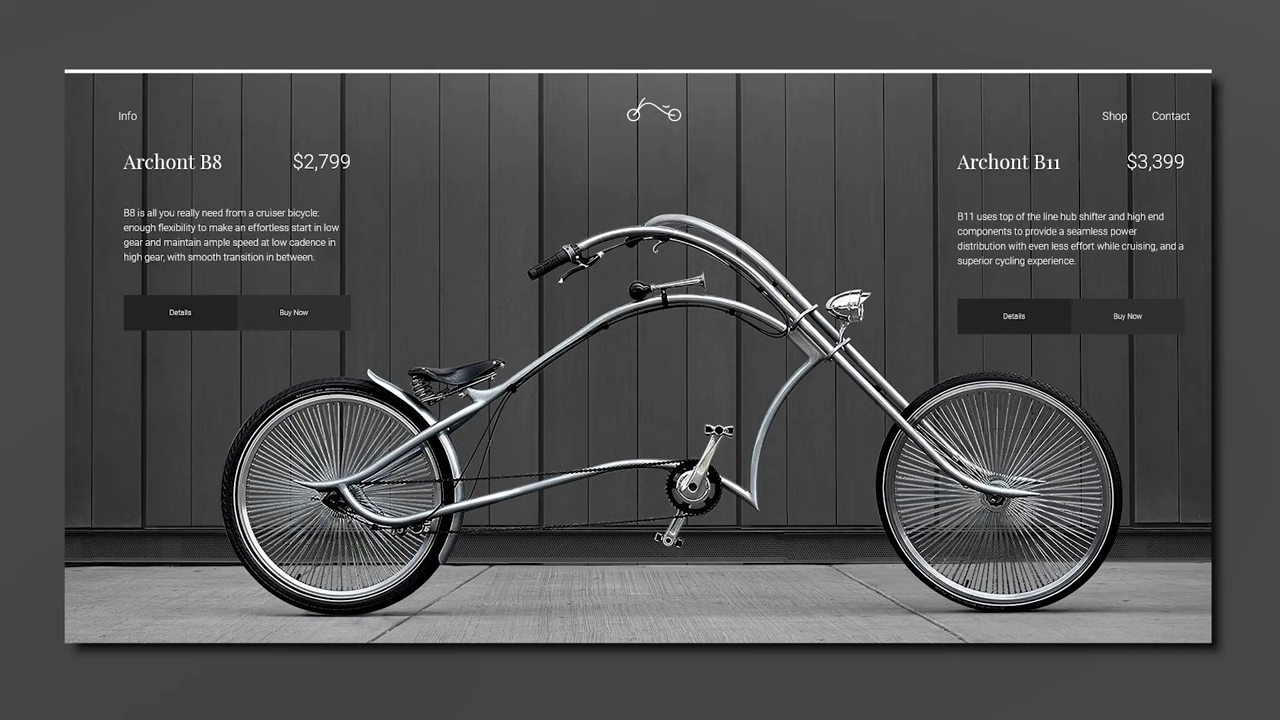 Info
Shop
Contact
Archont B8
$2,799
B8 is all you really need from a cruiser bicycle:
enough flexibility to make an effortless start in low
gear and maintain ample speed at low cadence in
high gear, with smooth transition in between.
Details
Buy Now
Archont B11
$3,399
B11 uses top of the line hub shifter and high end
components to provide a seamless power
distribution with even less effort while cruising, and a
superior cycling experience.
Details
Buy Now